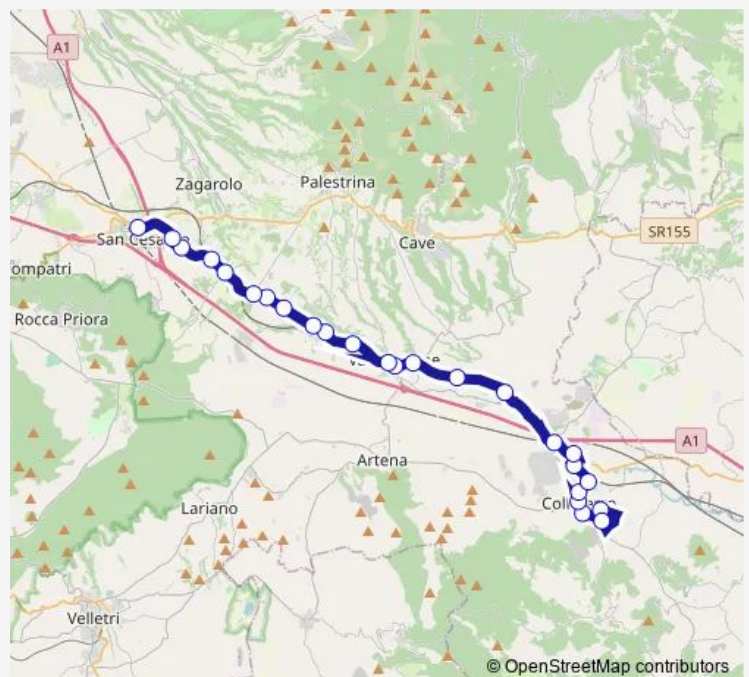 A1
Zagarolo
Palestrina
SR155
San Cesa
Cave
ompatri
Rocca Priora
A1
Artena
Lariano
Velletri
© OpenStreetMap contributors